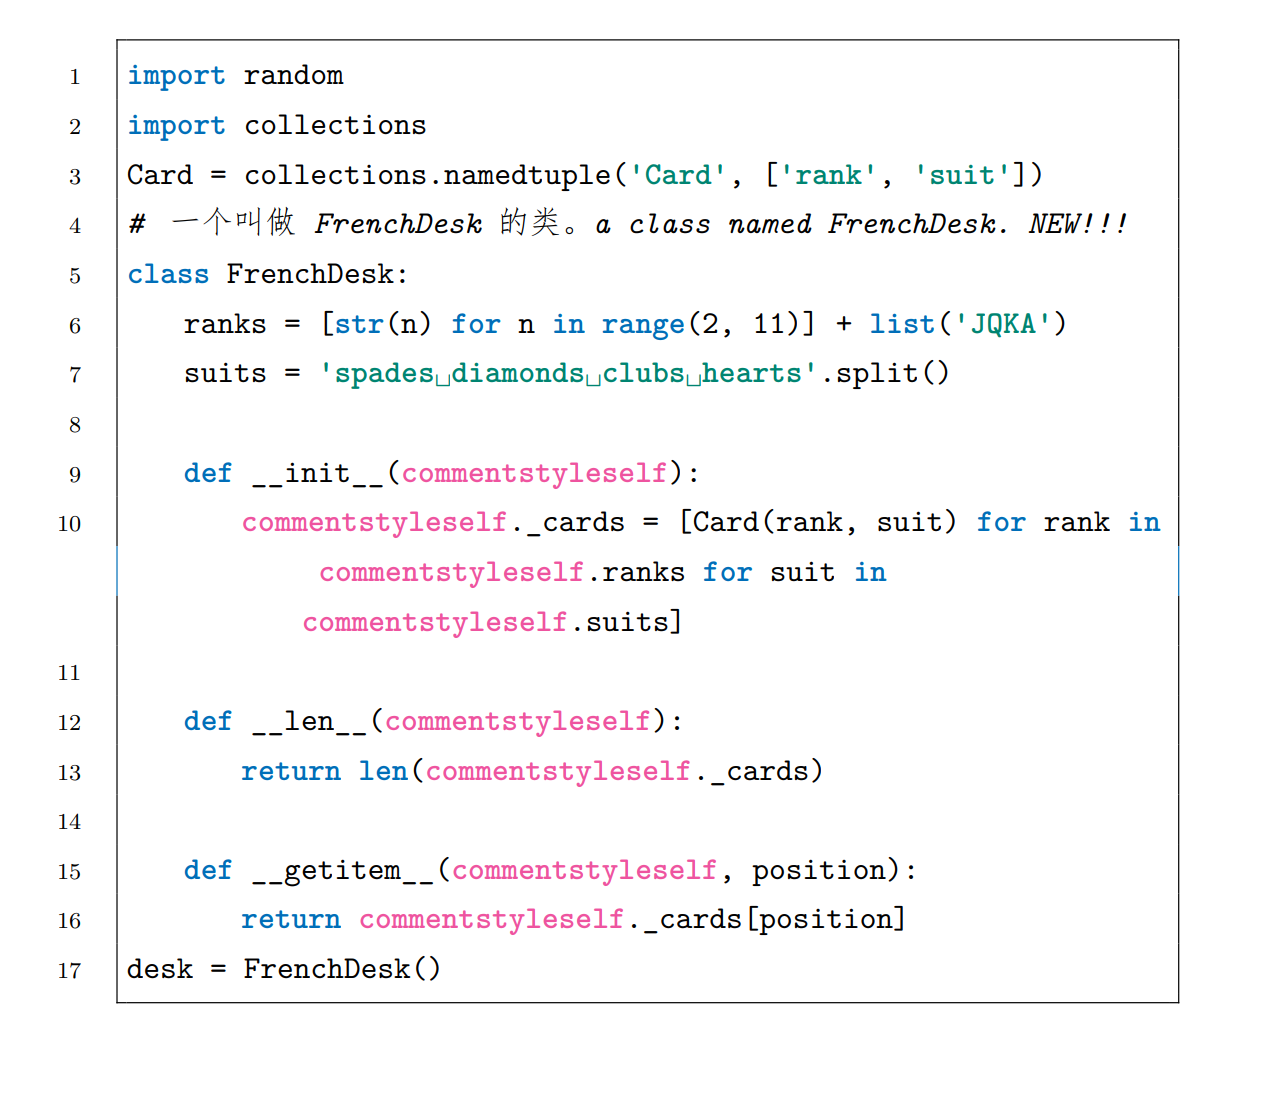 1 import random
2 import collections
3 Card = collections.namedtuple('Card', ['rank', 'suit'])
4 # 一个叫做 FrenchDesk 的类。a class named FrenchDesk. NEW!!!
5 class FrenchDesk:
6 ranks = [str(n) for n in range(2, 11)] + list('JQKA')
7 suits = 'spades␣diamonds␣clubs␣hearts'.split()
8
9 def __init__(commentstyleself):
10 commentstyleself._cards = [Card(rank, suit) for rank in
commentstyleself.ranks for suit in
commentstyleself.suits]
11
12 def __len__(commentstyleself):
13 return len(commentstyleself._cards)
14
15 def __getitem__(commentstyleself, position):
16 return commentstyleself._cards[position]
17 desk = FrenchDesk()